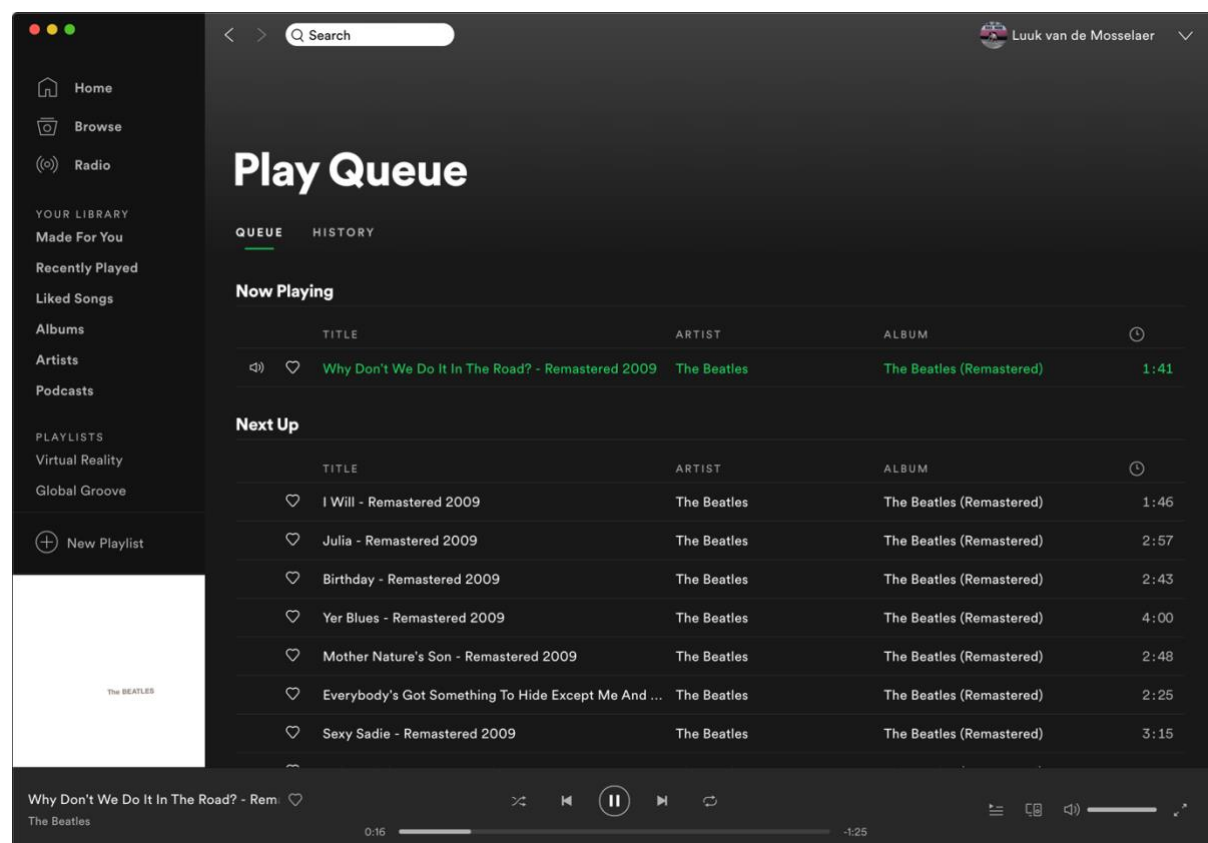 Search
Luuk van de Mosselaer
Home
Browse
Radio
YOUR LIBRARY
Made For You
Recently Played
Liked Songs
Albums
Artists
Podcasts
PLAYLISTS
Virtual Reality
Global Groove
New Playlist
The BEATLES
Play Queue
QUEUE HISTORY
Now Playing
TITLE ARTIST ALBUM
Why Don't We Do It In The Road? - Remastered 2009 The Beatles The Beatles (Remastered) 1:41
Next Up
TITLE ARTIST ALBUM
I Will - Remastered 2009 The Beatles The Beatles (Remastered) 1:46
Julia - Remastered 2009 The Beatles The Beatles (Remastered) 2:57
Birthday - Remastered 2009 The Beatles The Beatles (Remastered) 2:43
Yer Blues - Remastered 2009 The Beatles The Beatles (Remastered) 4:00
Mother Nature's Son - Remastered 2009 The Beatles The Beatles (Remastered) 2:48
Everybody's Got Something To Hide Except Me And ... The Beatles The Beatles (Remastered) 2:25
Sexy Sadie - Remastered 2009 The Beatles The Beatles (Remastered) 3:15
Why Don't We Do It In The Road? - Rem
The Beatles
0:16 -1:25